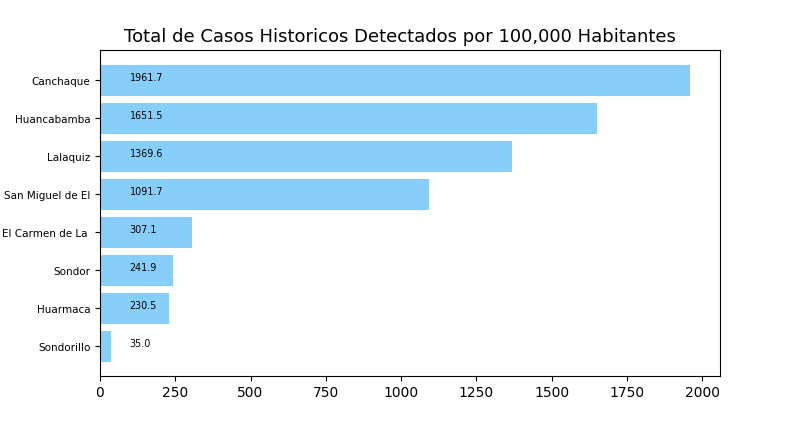 Total de Casos Historicos Detectados por 100,000 Habitantes
Canchaque 1961.7
Huancabamba 1651.5
Lalaquiz 1369.6
San Miguel de El 1091.7
El Carmen de La 307.1
Sondor 241.9
Huarmaca 230.5
Sondorillo 35.0
0 250 500 750 1000 1250 1500 1750 2000